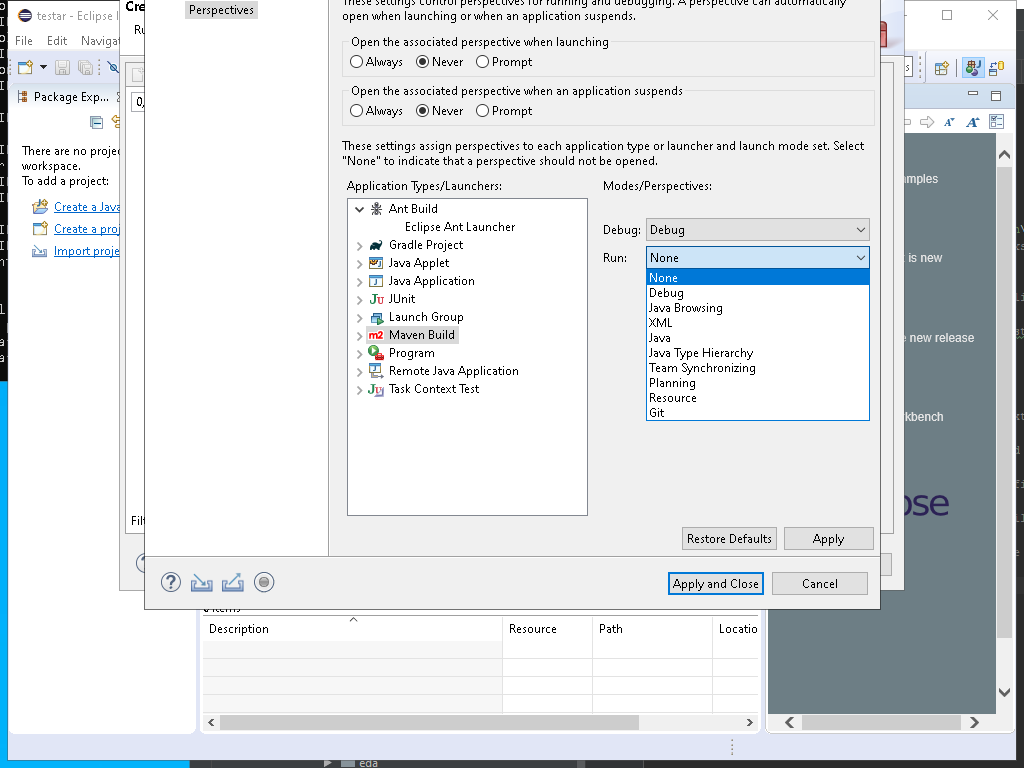 testar - Eclipse I
File Edit Naviga
Package Exp...
There are no proje
workspace.
To add a project:
Create a Java
Create a proj
Import proje
Cre
Perspectives
These settings control perspectives for running and debugging. A perspective can automatically
open when launching or when an application suspends.
Open the associated perspective when launching
Always Never Prompt
Open the associated perspective when an application suspends
Always Never Prompt
These settings assign perspectives to each application type or launcher and launch mode set. Select
"None" to indicate that a perspective should not be opened.
Application Types/Launchers:
Ant Build
Eclipse Ant Launcher
Gradle Project
Java Applet
Java Application
JUnit
Launch Group
Maven Build
Program
Remote Java Application
Task Context Test
Modes/Perspectives:
Debug: Debug
Run: None
None
Debug
Java Browsing
XML
Java
Java Type Hierarchy
Team Synchronizing
Planning
Resource
Git
Restore Defaults Apply
Apply and Close Cancel
Filt
amples
t is new
e new release
rkbench
ose
0 items
Description Resource Path Locatio
eda